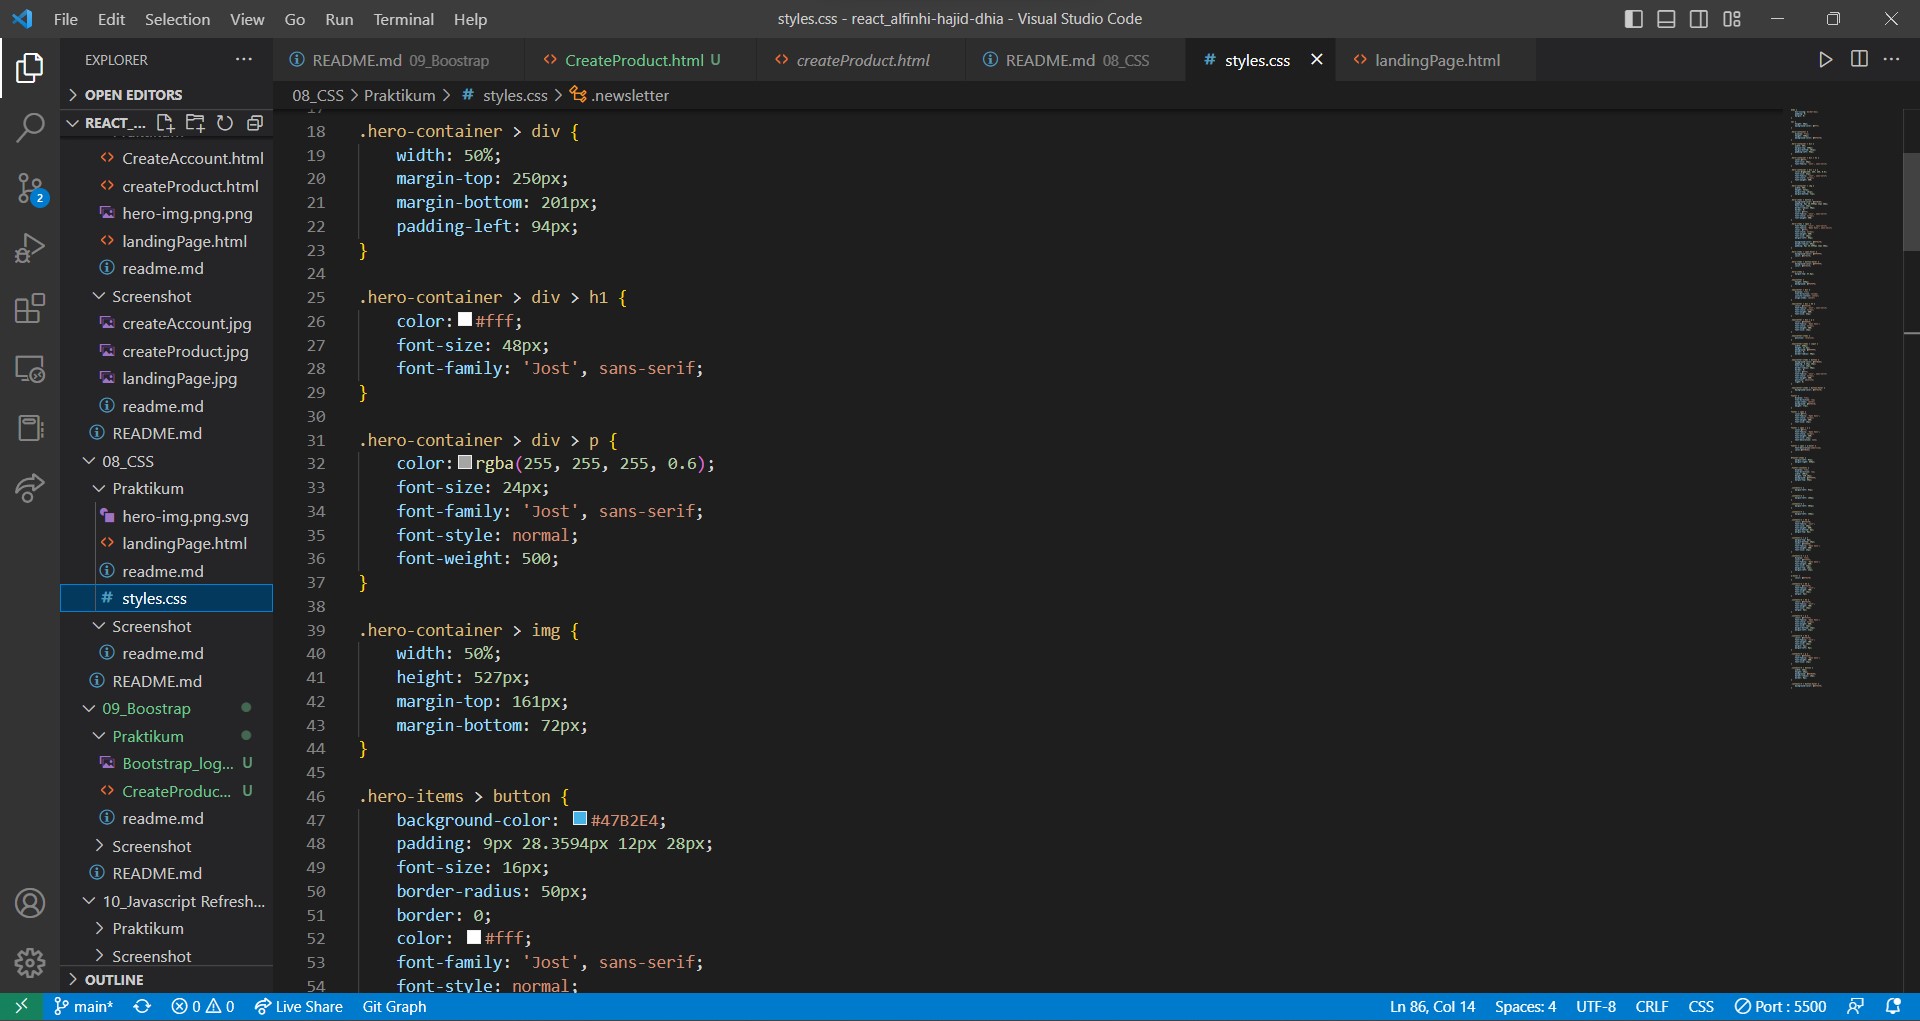 File Edit Selection View Go Run Terminal Help
styles.css - react_alfinhi-hajid-dhia - Visual Studio Code
EXPLORER
README.md 09_Boostrap
CreateProduct.html U
createProduct.html
README.md 08_CSS
# styles.css
landingPage.html
OPEN EDITORS
REACT_...
CreateAccount.html
createProduct.html
hero-img.png.png
landingPage.html
readme.md
Screenshot
createAccount.jpg
createProduct.jpg
landingPage.jpg
readme.md
README.md
08_CSS
Praktikum
hero-img.png.svg
landingPage.html
readme.md
# styles.css
Screenshot
readme.md
README.md
09_Boostrap
Praktikum
Bootstrap_log... U
CreateProduc... U
readme.md
Screenshot
README.md
10_Javascript Refresh...
Praktikum
Screenshot
OUTLINE
2
08_CSS > Praktikum > # styles.css > .newsletter
18 .hero-container > div {
19 width: 50%;
20 margin-top: 250px;
21 margin-bottom: 201px;
22 padding-left: 94px;
23 }
24
25 .hero-container > div > h1 {
26 color: #fff;
27 font-size: 48px;
28 font-family: 'Jost', sans-serif;
29 }
30
31 .hero-container > div > p {
32 color: rgba(255, 255, 255, 0.6);
33 font-size: 24px;
34 font-family: 'Jost', sans-serif;
35 font-style: normal;
36 font-weight: 500;
37 }
38
39 .hero-container > img {
40 width: 50%;
41 height: 527px;
42 margin-top: 161px;
43 margin-bottom: 72px;
44 }
45
46 .hero-items > button {
47 background-color: #47B2E4;
48 padding: 9px 28.3594px 12px 28px;
49 font-size: 16px;
50 border-radius: 50px;
51 border: 0;
52 color: #fff;
53 font-family: 'Jost', sans-serif;
54 font-style: normal;
main* 0 0 Live Share Git Graph
Ln 86, Col 14 Spaces: 4 UTF-8 CRLF CSS Port : 5500